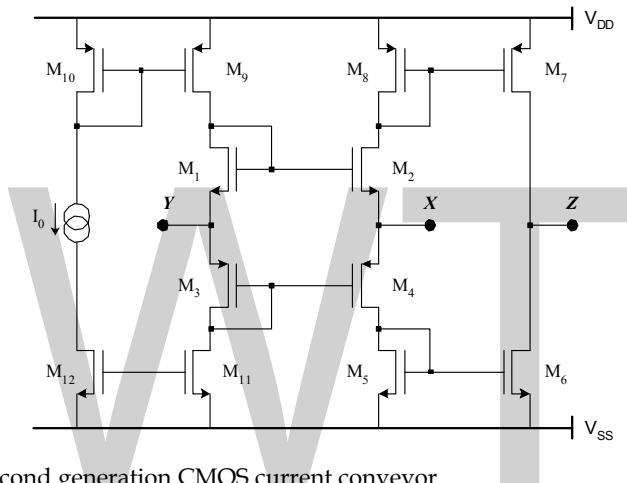 V_DD
M_10 M_9 M_8 M_7
M_1 M_2
Y X Z
I_0
M_3 M_4
M_12 M_11 M_5 M_6
V_SS
cond generation CMOS current conveyor
WT